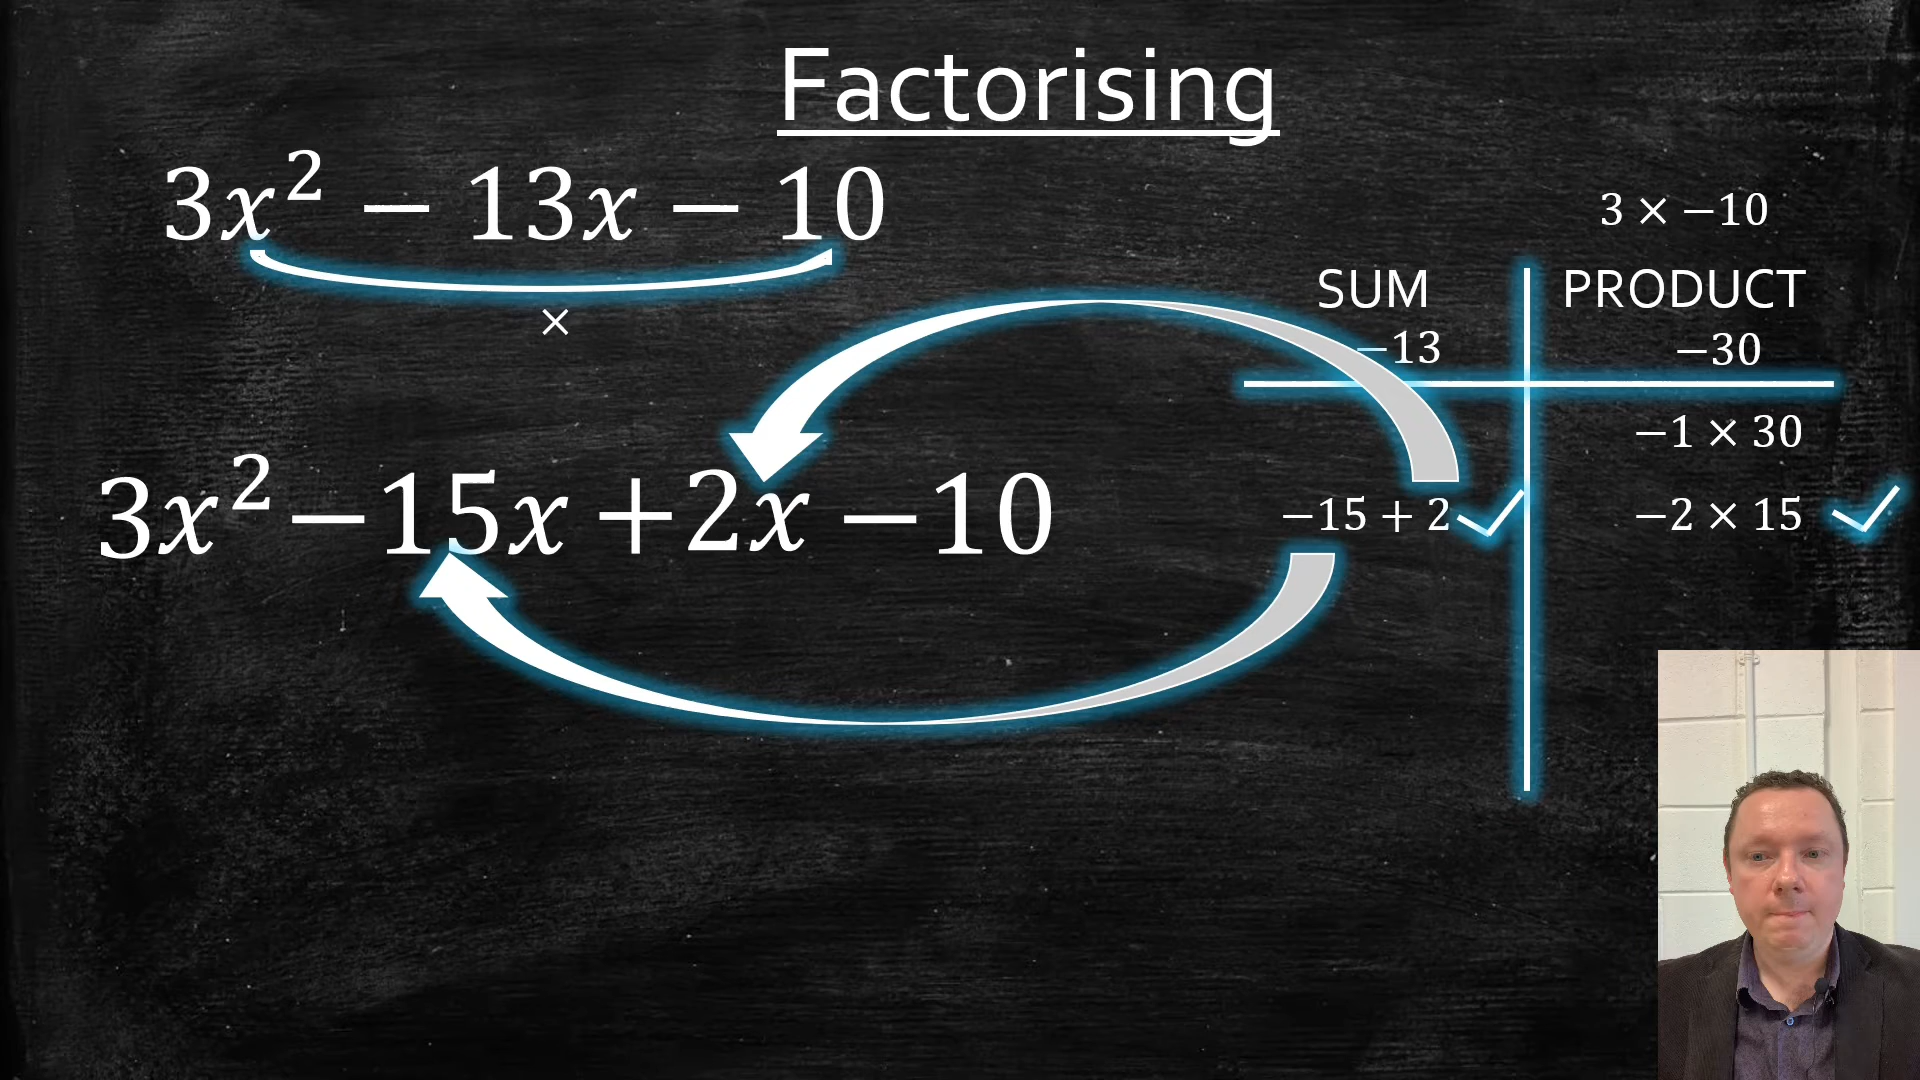 Factorising
3x² − 13x − 10
×
3 × −10
SUM PRODUCT
−13 −30
−1 × 30
3x² −15x +2x −10
−15 + 2 ✓ −2 × 15 ✓